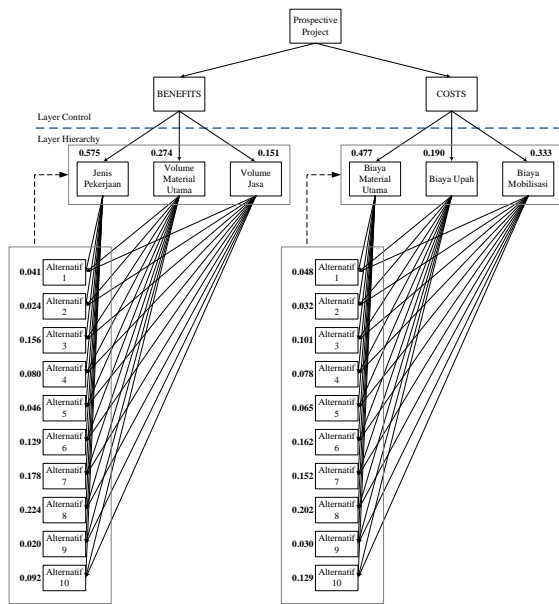 Prospective
Project
BENEFITS
COSTS
Layer Control
Layer Hierarchy
0.575
0.274
0.151
0.477
0.190
0.333
Jenis
Pekerjaan
Volume
Material
Utama
Volume
Jasa
Biaya
Material
Utama
Biaya Upah
Biaya
Mobilisasi
0.041
Alternatif
1
0.024
Alternatif
2
0.156
Alternatif
3
0.080
Alternatif
4
0.046
Alternatif
5
0.129
Alternatif
6
0.178
Alternatif
7
0.224
Alternatif
8
0.020
Alternatif
9
0.092
Alternatif
10
0.048
Alternatif
1
0.032
Alternatif
2
0.101
Alternatif
3
0.078
Alternatif
4
0.065
Alternatif
5
0.162
Alternatif
6
0.152
Alternatif
7
0.202
Alternatif
8
0.030
Alternatif
9
0.129
Alternatif
10